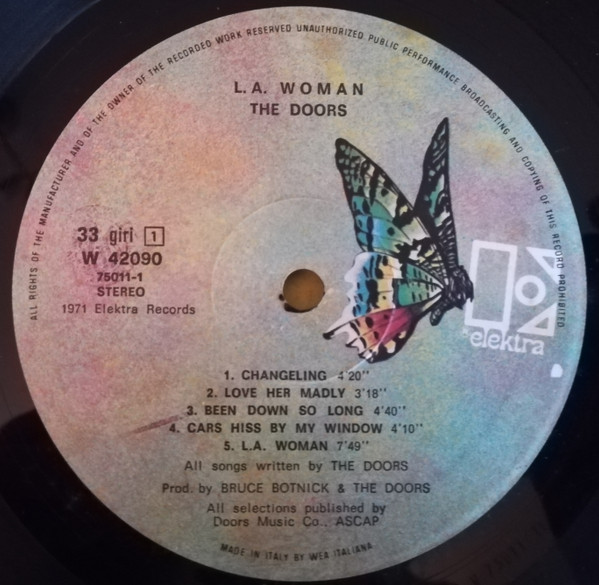 ALL RIGHTS OF THE MANUFACTURER AND OF THE OWNER OF THE RECORDED WORK RESERVED UNAUTHORIZED PUBLIC PERFORMANCE BROADCASTING AND COPYING OF THIS RECORD PROHIBITED
L.A. WOMAN
THE DOORS
33 giri 1
W 42090
75011-1
STEREO
1971 Elektra Records
elektra
1. CHANGELING 4'20''
2. LOVE HER MADLY 3'18''
3. BEEN DOWN SO LONG 4'40''
4. CARS HISS BY MY WINDOW 4'10''
5. L.A. WOMAN 7'49''
All songs written by THE DOORS
Prod. by BRUCE BOTNICK & THE DOORS
All selections published by
Doors Music Co., ASCAP
MADE IN ITALY BY WEA ITALIANA